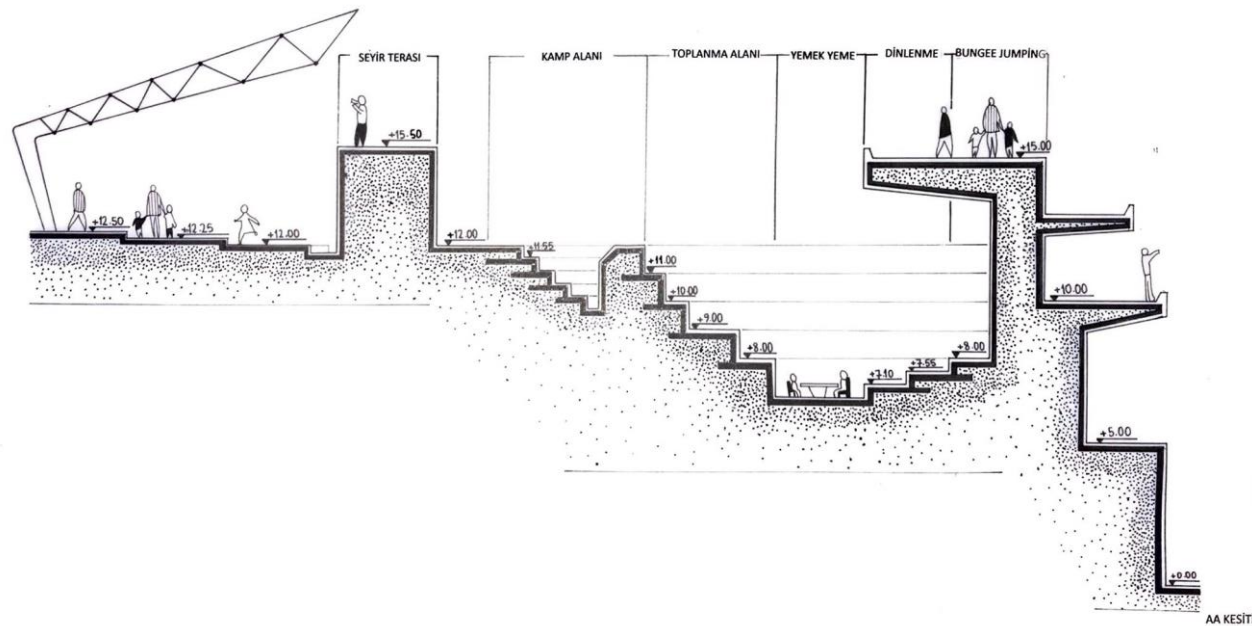 SEYİR TERASI
KAMP ALANI
TOPLANMA ALANI
YEMEK YEME
DİNLENME
BUNGEE JUMPİNG
+15.50
+15.00
+12.50
+12.25
+12.00
+12.00
+11.55
+11.00
+10.00
+10.00
+9.00
+8.00
+8.00
+7.55
+7.10
+5.00
+0.00
AA KESİT